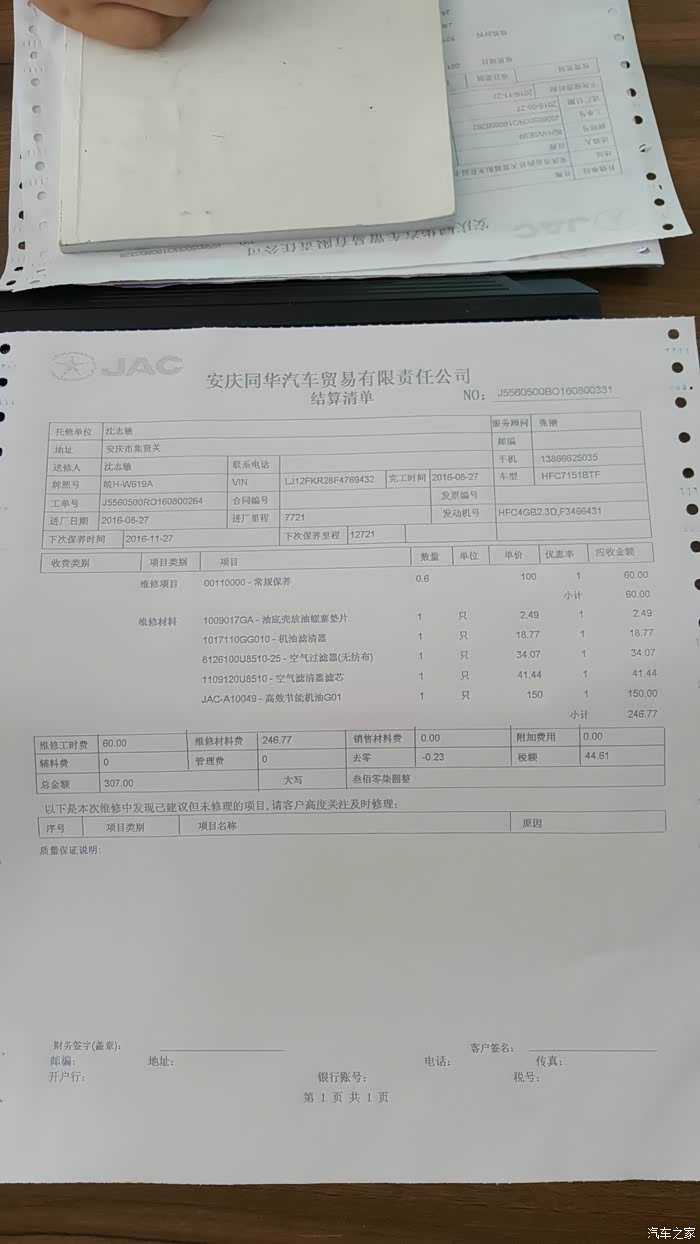 JAC
安庆同华汽车贸易有限责任公司
结算清单
NO: J5560500BO160800331
托修单位 沈志敏 服务顾问 张丽
地址 安庆市集贤关 邮编
送修人 沈志敏 联系电话 手机 13866625035
牌照号 皖H-W619A VIN LJ12FKR28F4769432 完工时间 2016-08-27 车型 HFC7151BTF
工单号 J5560500RO160800264 合同编号 发票编号
进厂日期 2016-08-27 进厂里程 7721 发动机号 HFC4GB2.3D,F3466431
下次保养时间 2016-11-27 下次保养里程 12721
收费类别 项目类别 项目 数量 单位 单价 优惠率 应收金额
维修项目 00110000 - 常规保养 0.6 100 1 60.00
小计 60.00
维修材料 1009017GA - 油底壳放油螺塞垫片 1 只 2.49 1 2.49
1017110GG010 - 机油滤清器 1 只 18.77 1 18.77
8126100U8510-25 - 空气过滤器(无纺布) 1 只 34.07 1 34.07
1109120U8510 - 空气滤清器滤芯 1 只 41.44 1 41.44
JAC-A10049 - 高效节能机油G01 1 只 150 1 150.00
小计 246.77
维修工时费 60.00 维修材料费 246.77 销售材料费 0.00 附加费用 0.00
辅料费 0 管理费 0 去零 -0.23 税额 44.61
总金额 307.00 大写 叁佰零柒圆整
以下是本次维修中发现已建议但未修理的项目,请客户高度关注及时修理:
序号 项目类别 项目名称 原因
质量保证说明:
财务签字(盖章): 客户签名:
邮编: 地址: 电话: 传真:
开户行: 银行账号: 税号:
第 1 页 共 1 页
汽车之家